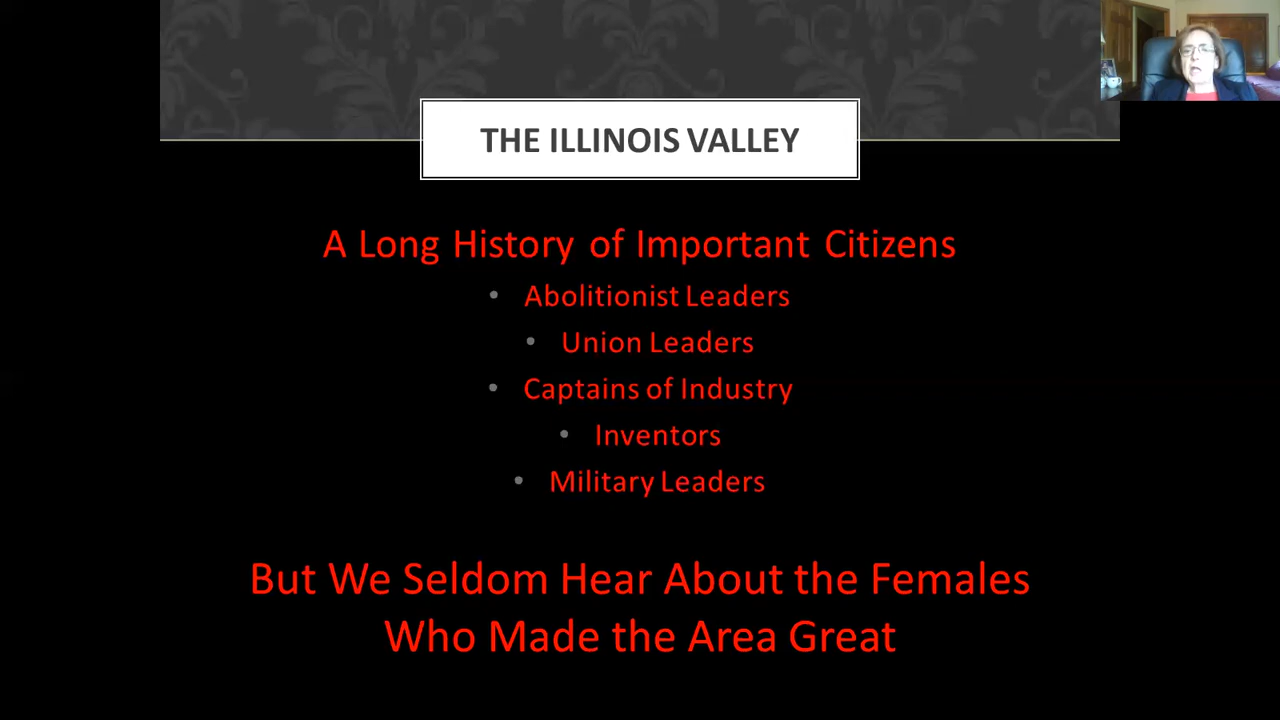 THE ILLINOIS VALLEY
A Long History of Important Citizens
• Abolitionist Leaders
• Union Leaders
• Captains of Industry
• Inventors
• Military Leaders
But We Seldom Hear About the Females
Who Made the Area Great